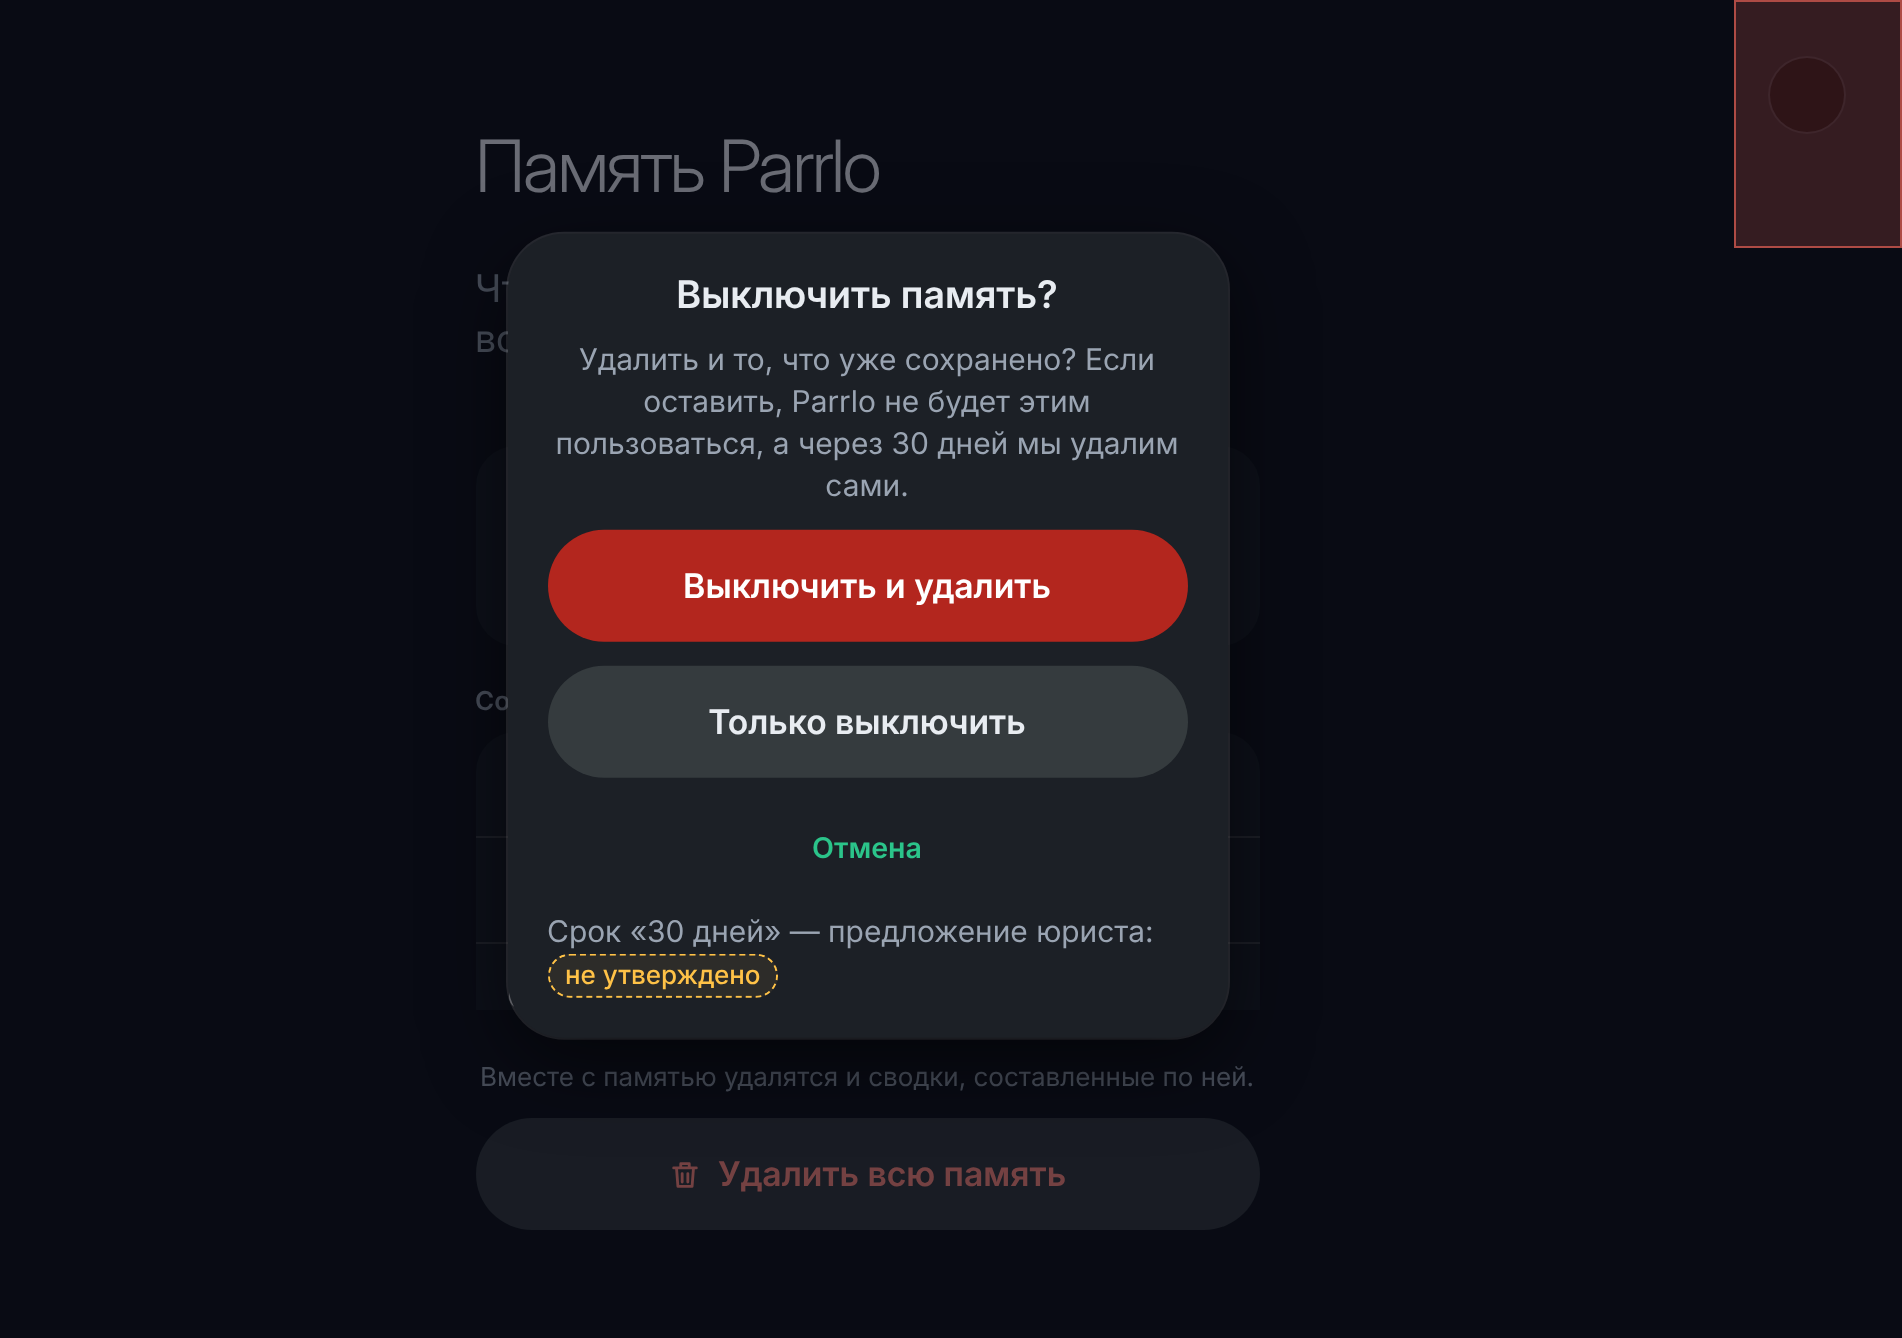 Память Parrlo
Выключить память?
Удалить и то, что уже сохранено? Если
оставить, Parrlo не будет этим
пользоваться, а через 30 дней мы удалим
сами.
Выключить и удалить
Только выключить
Отмена
Срок «30 дней» — предложение юриста:
не утверждено
Вместе с памятью удалятся и сводки, составленные по ней.
Удалить всю память